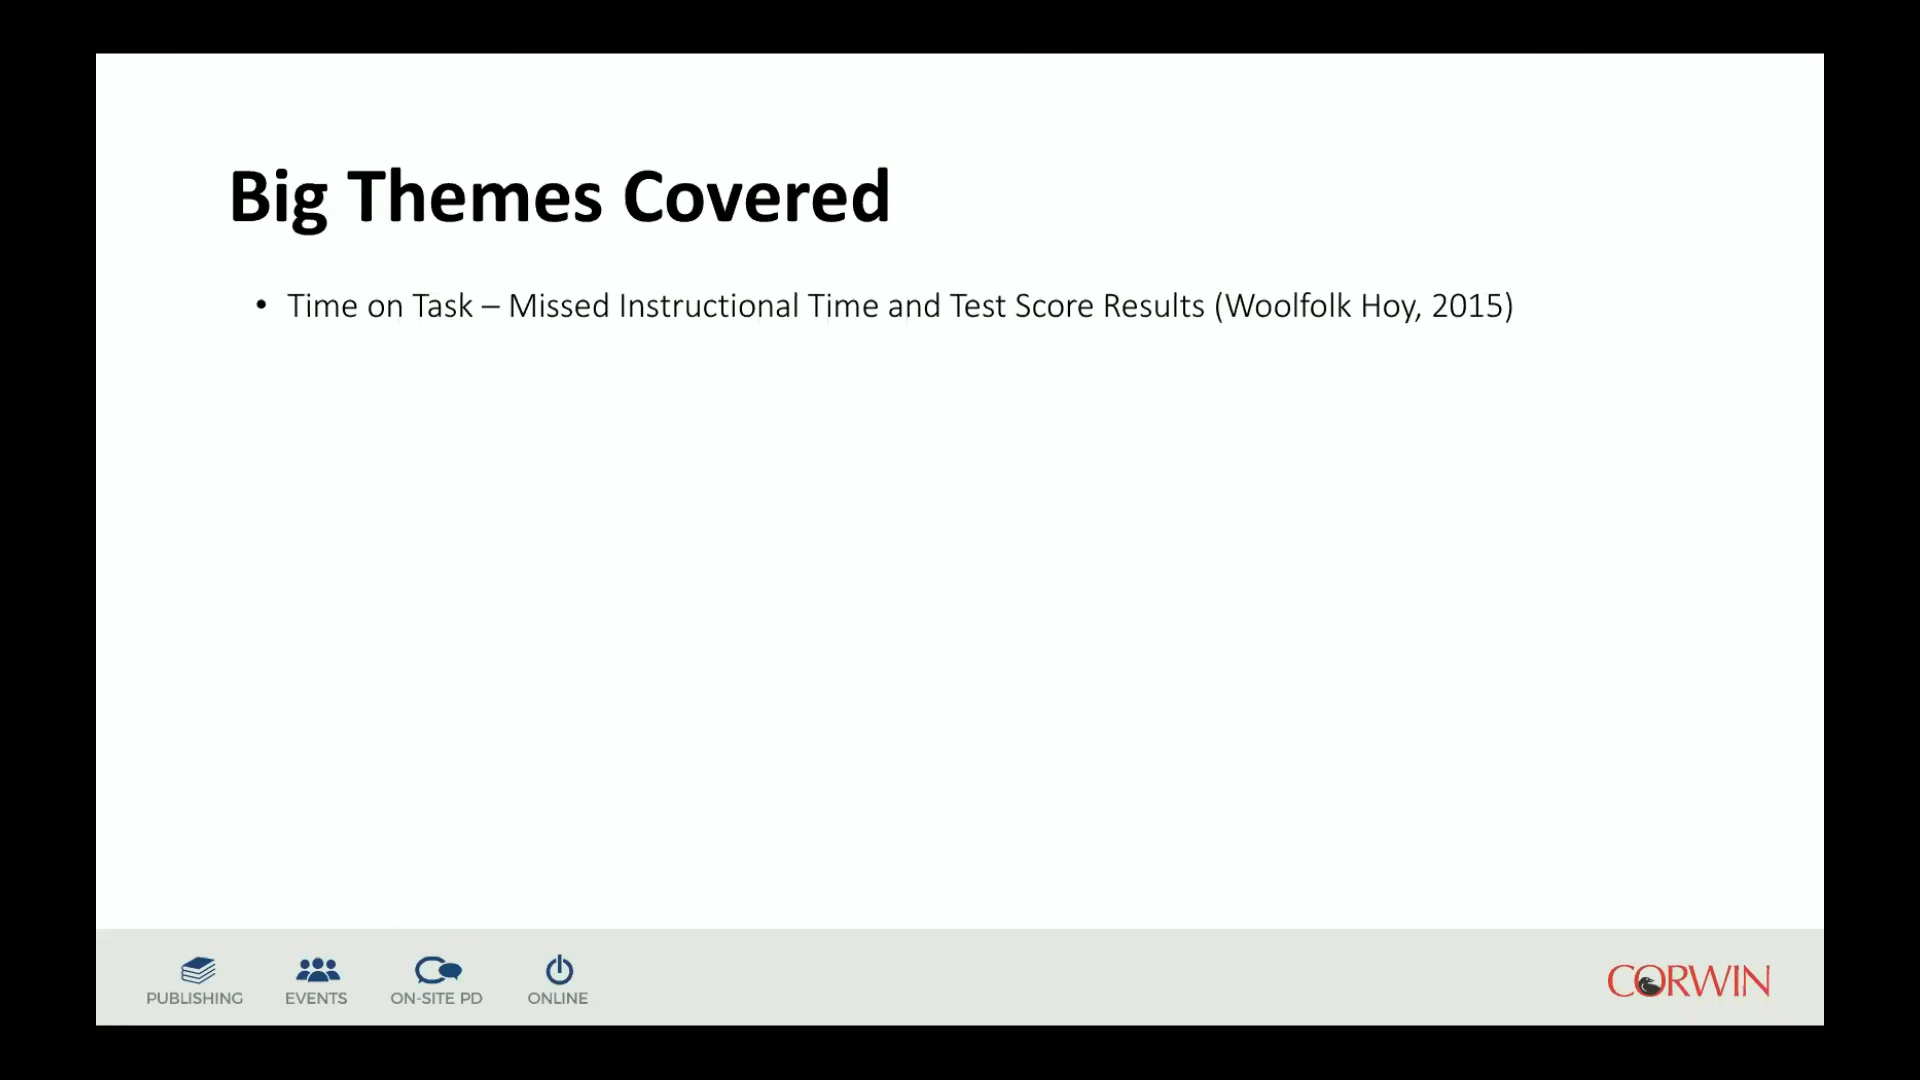 Big Themes Covered
• Time on Task – Missed Instructional Time and Test Score Results (Woolfolk Hoy, 2015)
PUBLISHING
EVENTS
ON-SITE PD
ONLINE
CORWIN